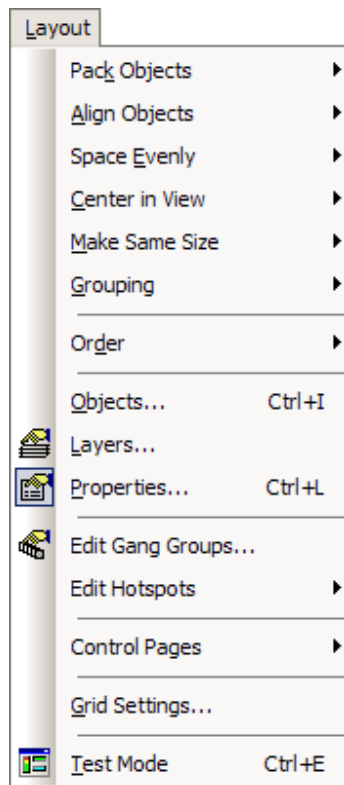 Layout
Pack Objects
Align Objects
Space Evenly
Center in View
Make Same Size
Grouping
Order
Objects... Ctrl+I
Layers...
Properties... Ctrl+L
Edit Gang Groups...
Edit Hotspots
Control Pages
Grid Settings...
Test Mode Ctrl+E